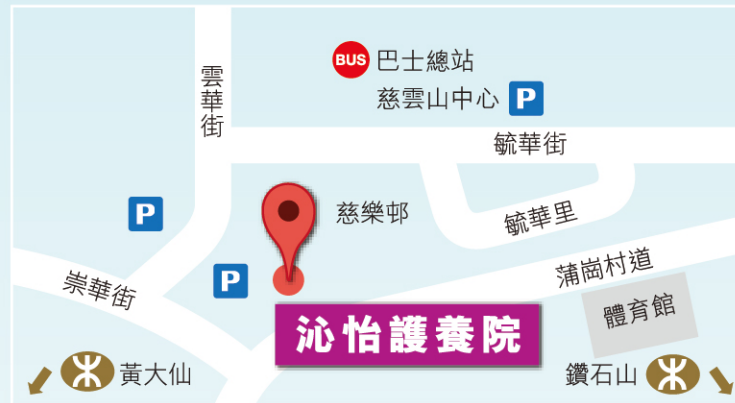 BUS 巴士總站
慈雲山中心 P
雲華街
毓華街
P
慈樂邨
毓華里
P
崇華街
蒲崗村道
體育館
沁怡護養院
黃大仙
鑽石山